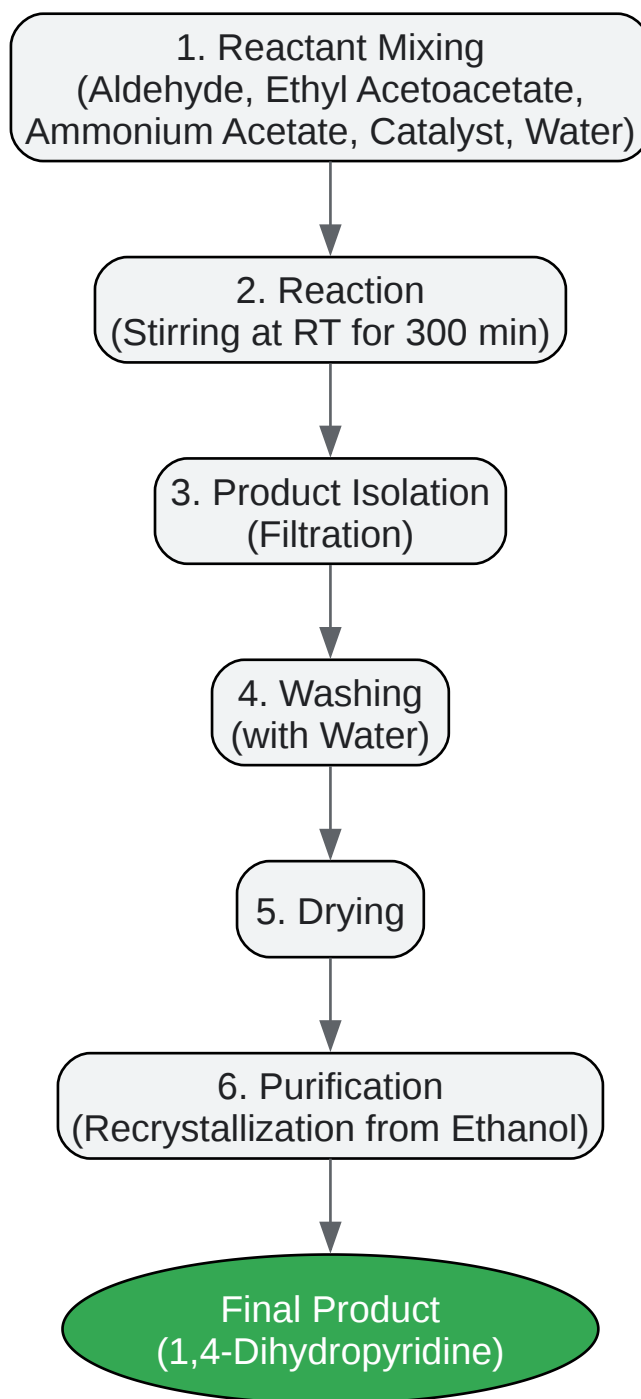 1. Reactant Mixing
(Aldehyde, Ethyl Acetoacetate,
Ammonium Acetate, Catalyst, Water)
2. Reaction
(Stirring at RT for 300 min)
3. Product Isolation
(Filtration)
4. Washing
(with Water)
5. Drying
6. Purification
(Recrystallization from Ethanol)
Final Product
(1,4-Dihydropyridine)